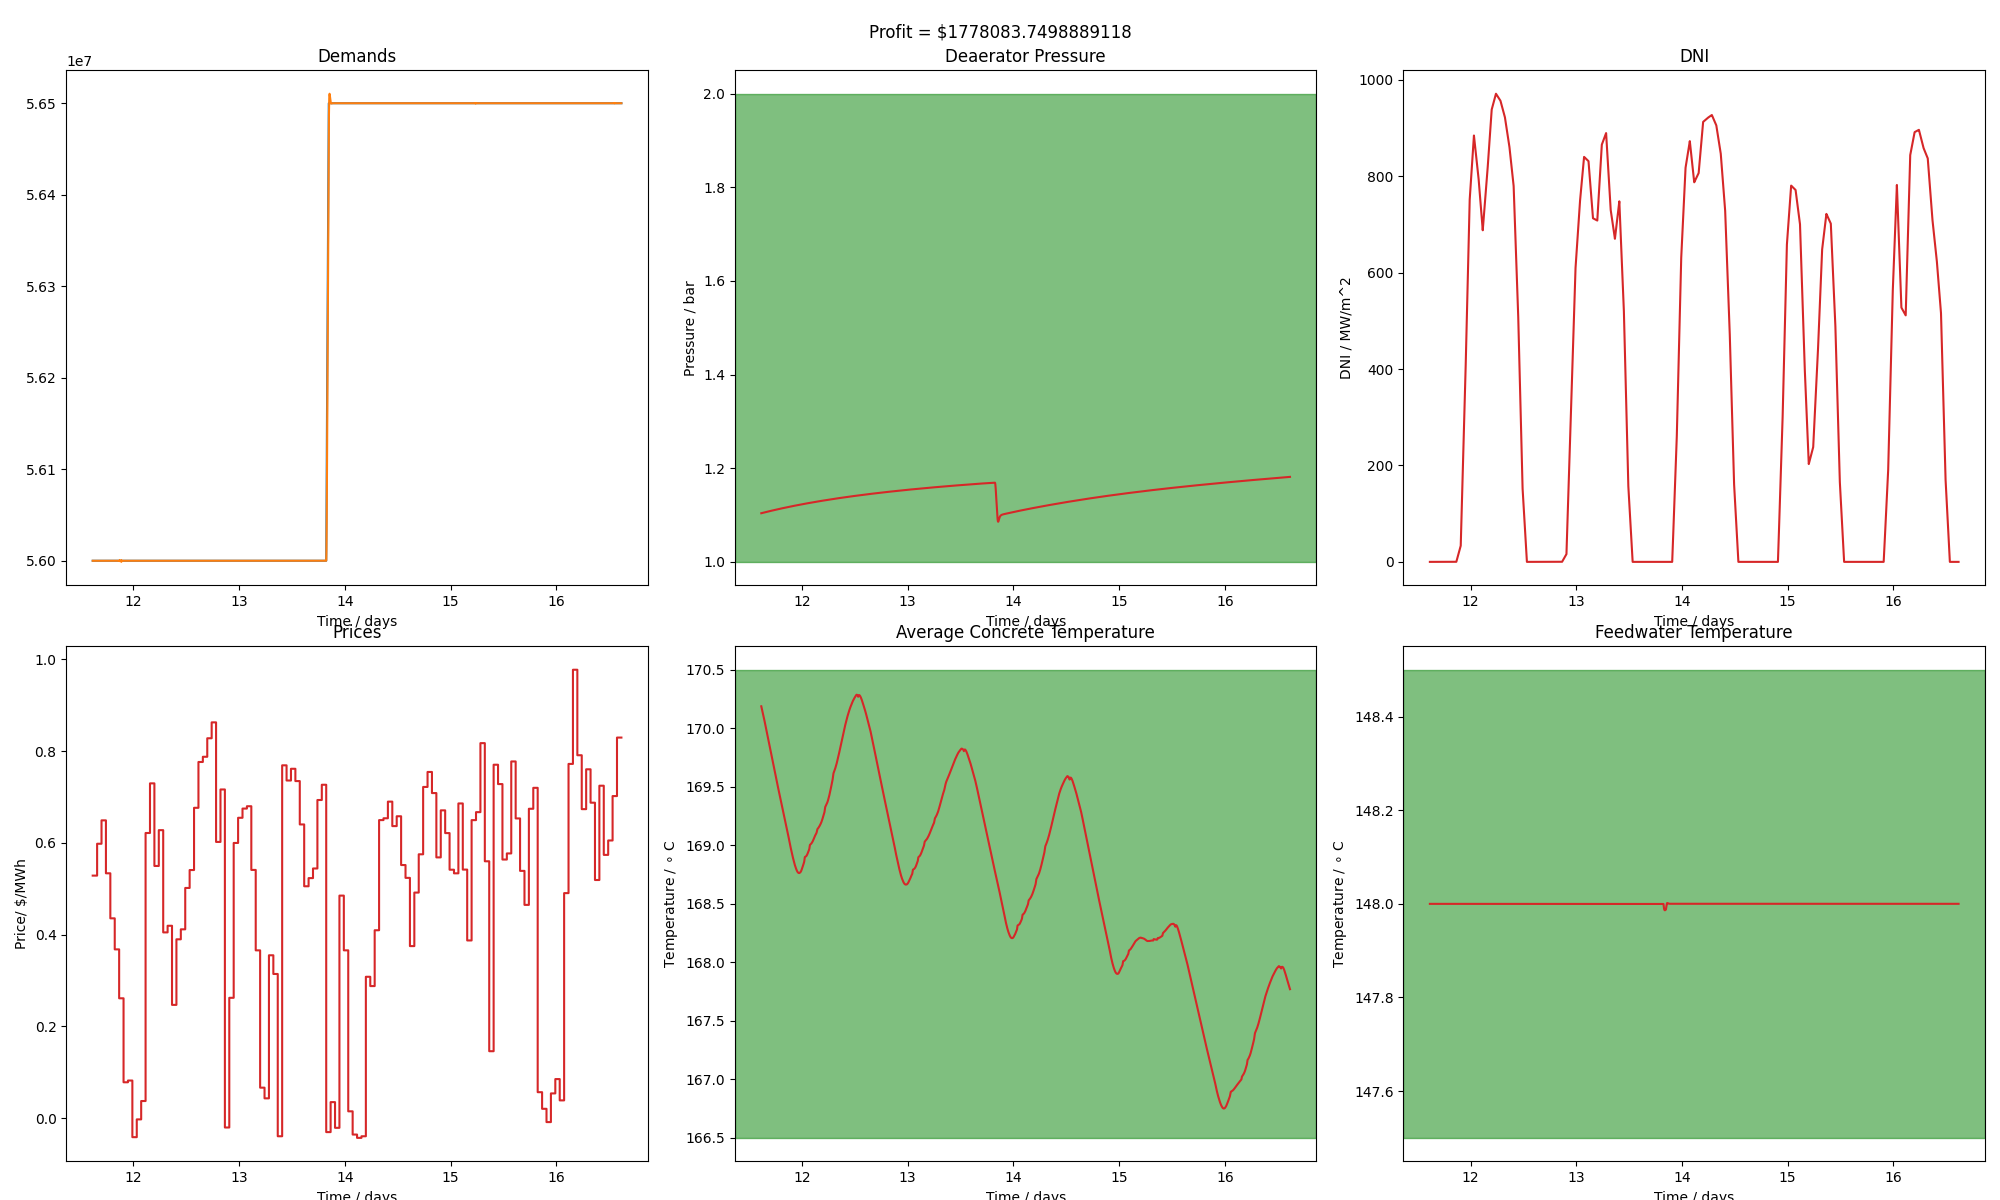 Profit = $1778083.7498889118
Demands
1e7
5.65
5.64
5.63
5.62
5.61
5.60
12 13 14 15 16
Time / days
Deaerator Pressure
Pressure / bar
2.0
1.8
1.6
1.4
1.2
1.0
12 13 14 15 16
Time / days
DNI
DNI / MW/m^2
1000
800
600
400
200
0
12 13 14 15 16
Time / days
Prices
Price/ $/MWh
1.0
0.8
0.6
0.4
0.2
0.0
12 13 14 15 16
Time / days
Average Concrete Temperature
Temperature / ∘ C
170.5
170.0
169.5
169.0
168.5
168.0
167.5
167.0
166.5
12 13 14 15 16
Time / days
Feedwater Temperature
Temperature / ∘ C
148.4
148.2
148.0
147.8
147.6
12 13 14 15 16
Time / days